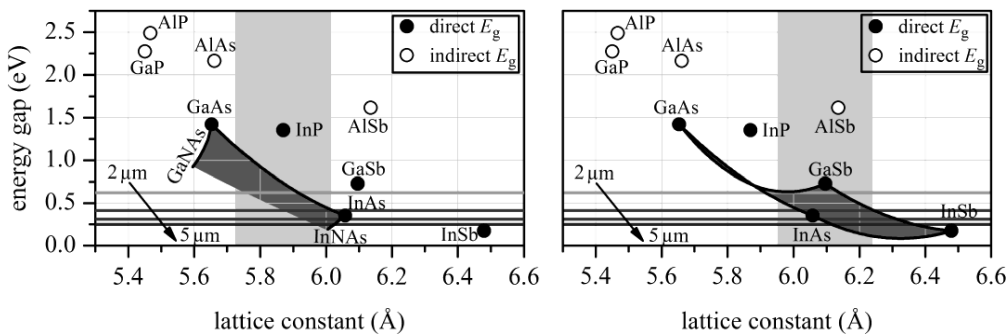 energy gap (eV)
2.5
2.0
1.5
1.0
0.5
0.0
AlP
GaP
AlAs
GaAs
GaNAs
InP
AlSb
GaSb
InAs
InNAs
InSb
2 μm
5 μm
direct Eg
indirect Eg
5.4 5.6 5.8 6.0 6.2 6.4 6.6
lattice constant (Å)
AlP
GaP
AlAs
GaAs
InP
AlSb
GaSb
InAs
InSb
2 μm
5 μm
direct Eg
indirect Eg
5.4 5.6 5.8 6.0 6.2 6.4 6.6
lattice constant (Å)